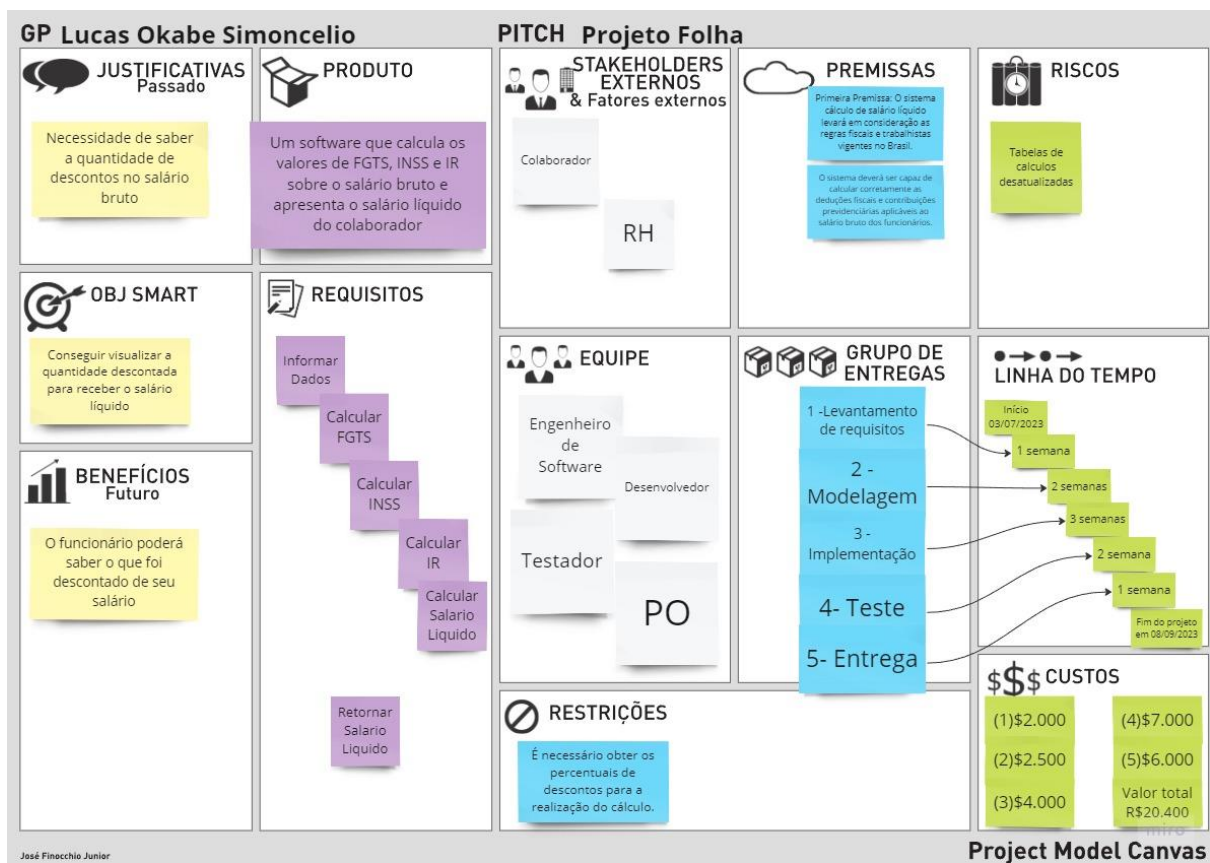 GP Lucas Okabe Simoncelio
PITCH Projeto Folha
JUSTIFICATIVAS
Passado
Necessidade de saber
a quantidade de
descontos no salário
bruto
PRODUTO
Um software que calcula os
valores de FGTS, INSS e IR
sobre o salário bruto e
apresenta o salário líquido
do colaborador
STAKEHOLDERS
EXTERNOS
& Fatores externos
Colaborador
RH
PREMISSAS
Primeira Premissa: O sistema
cálculo de salário líquido
levará em consideração as
regras fiscais e trabalhistas
vigentes no Brasil.
O sistema deverá ser capaz de
calcular corretamente as
deduções fiscais e contribuições
previdenciárias aplicáveis ao
salário bruto dos funcionários.
RISCOS
Tabelas de
calculos
desatualizadas
OBJ SMART
Conseguir visualizar a
quantidade descontada
para receber o salário
líquido
REQUISITOS
Informar
Dados
Calcular
FGTS
Calcular
INSS
Calcular
IR
Calcular
Salario
Liquido
Retornar
Salario
Liquido
EQUIPE
Engenheiro
de
Software
Desenvolvedor
Testador
PO
GRUPO DE
ENTREGAS
1 -Levantamento
de requisitos
2 -
Modelagem
3 -
Implementação
4- Teste
5- Entrega
LINHA DO TEMPO
Início
03/07/2023
1 semana
2 semanas
3 semanas
2 semana
1 semana
Fim do projeto
em 08/09/2023
BENEFÍCIOS
Futuro
O funcionário poderá
saber o que foi
descontado de seu
salário
RESTRIÇÕES
É necessário obter os
percentuais de
descontos para a
realização do cálculo.
$$$ CUSTOS
(1)$2.000
(2)$2.500
(3)$4.000
(4)$7.000
(5)$6.000
Valor total
R$20.400
miro
José Finocchio Junior
Project Model Canvas